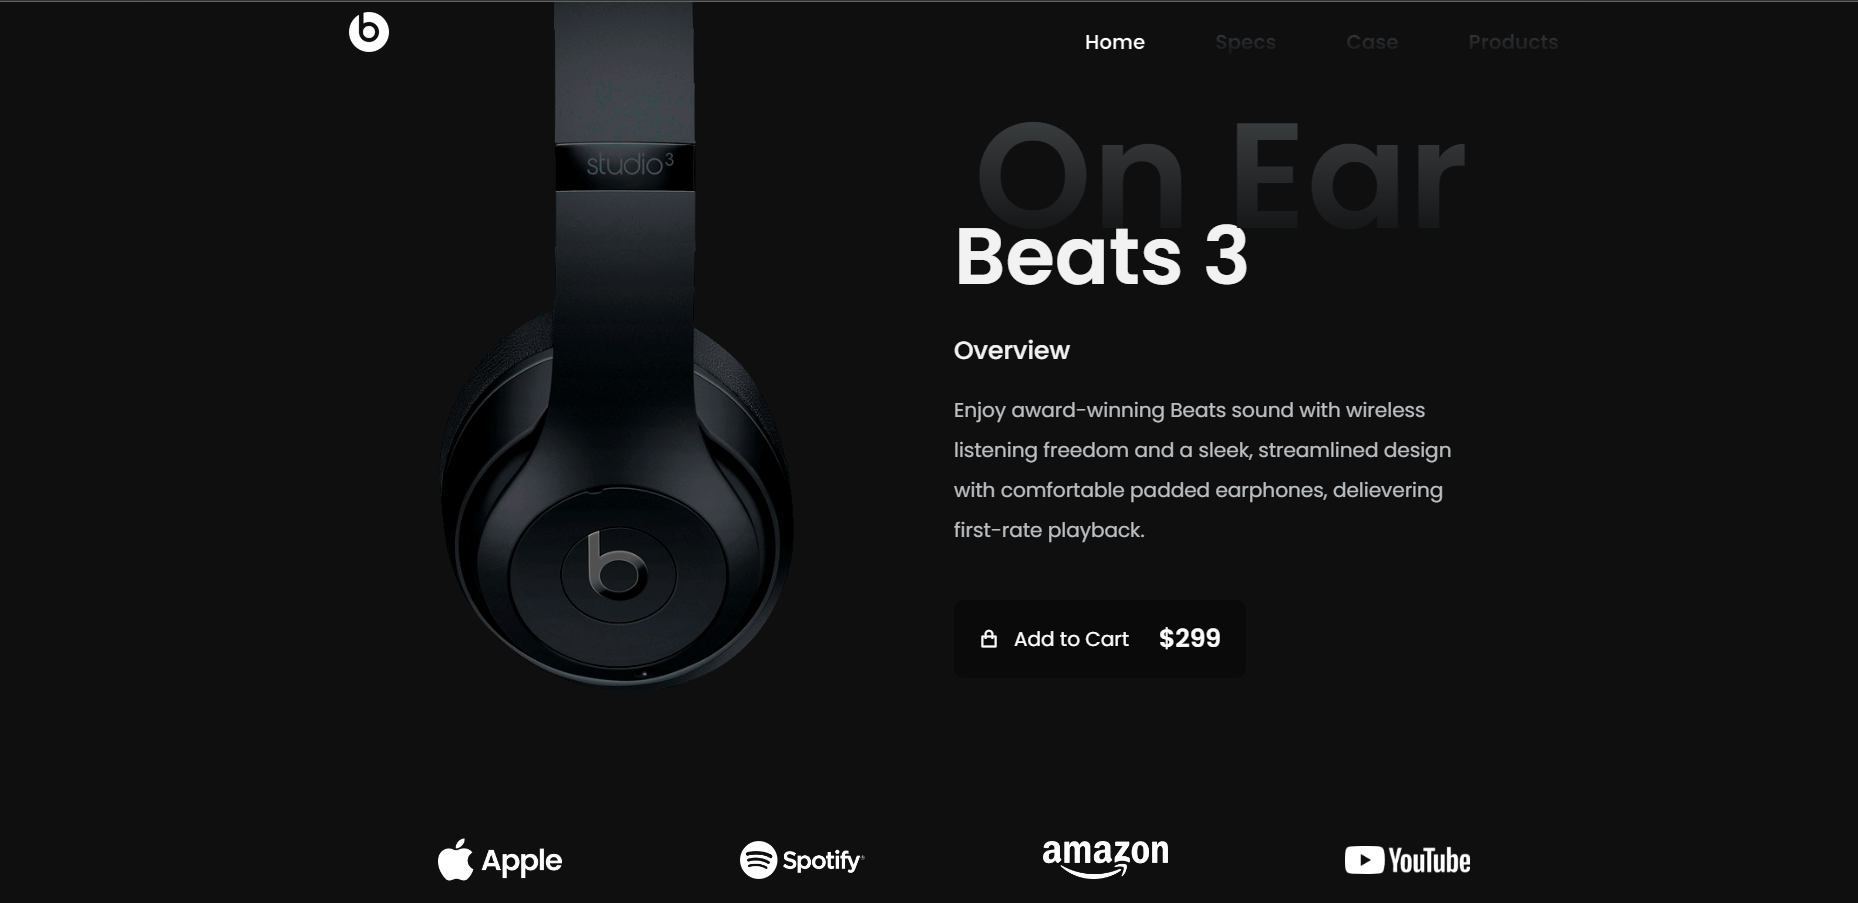 Home Specs Case Products
studio3
On Ear
Beats 3
Overview
Enjoy award-winning Beats sound with wireless
listening freedom and a sleek, streamlined design
with comfortable padded earphones, delievering
first-rate playback.
Add to Cart $299
Apple Spotify amazon YouTube